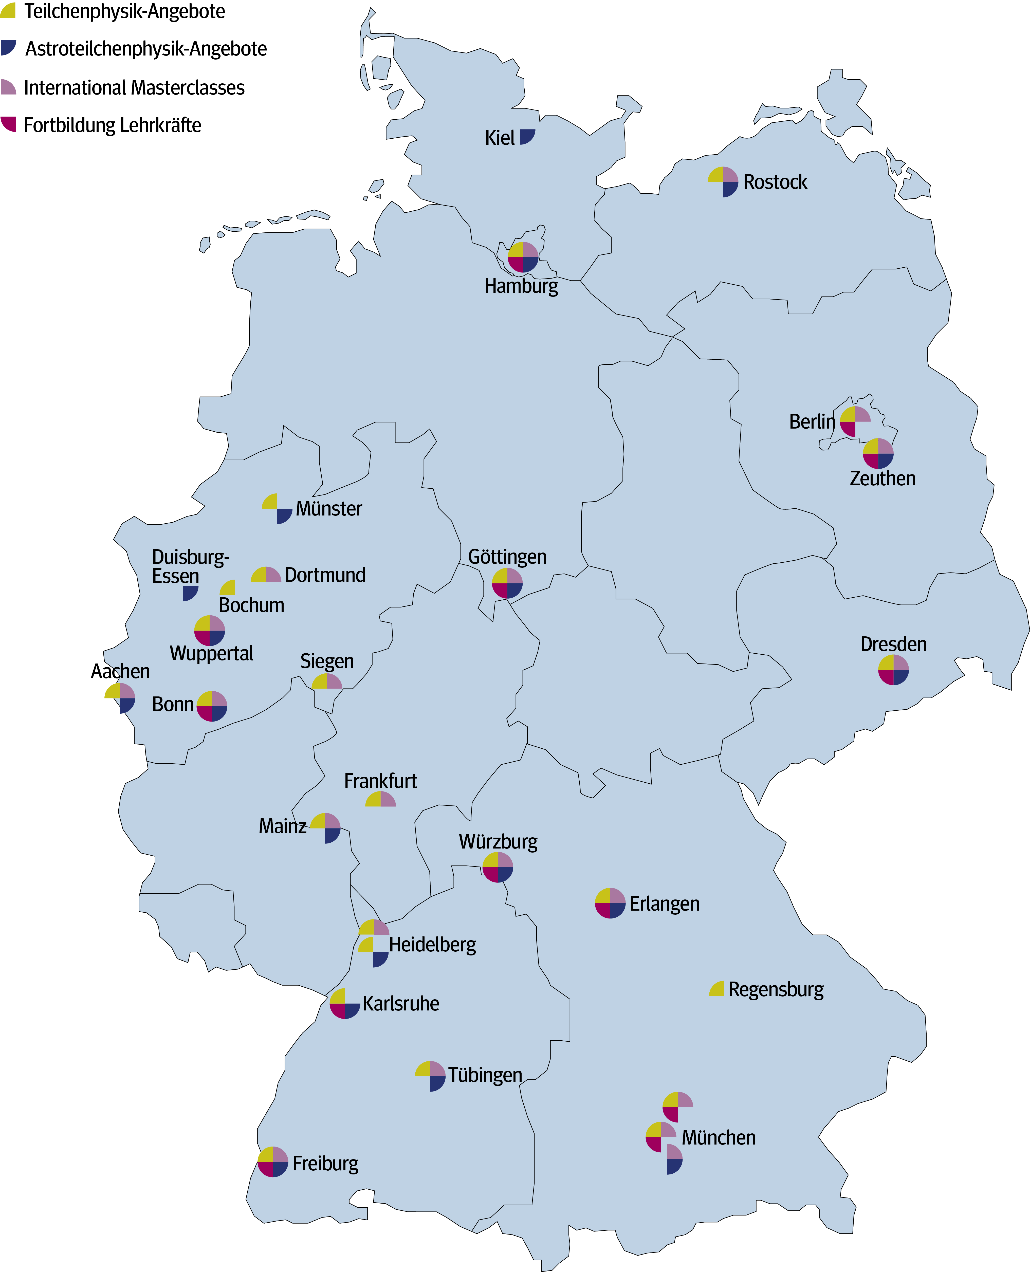 Teilchenphysik-Angebote
Astroteilchenphysik-Angebote
International Masterclasses
Fortbildung Lehrkräfte
Kiel
Rostock
Hamburg
Berlin
Zeuthen
Münster
Duisburg-
Essen
Dortmund
Bochum
Göttingen
Wuppertal
Dresden
Siegen
Aachen
Bonn
Frankfurt
Mainz
Würzburg
Erlangen
Heidelberg
Regensburg
Karlsruhe
Tübingen
München
Freiburg